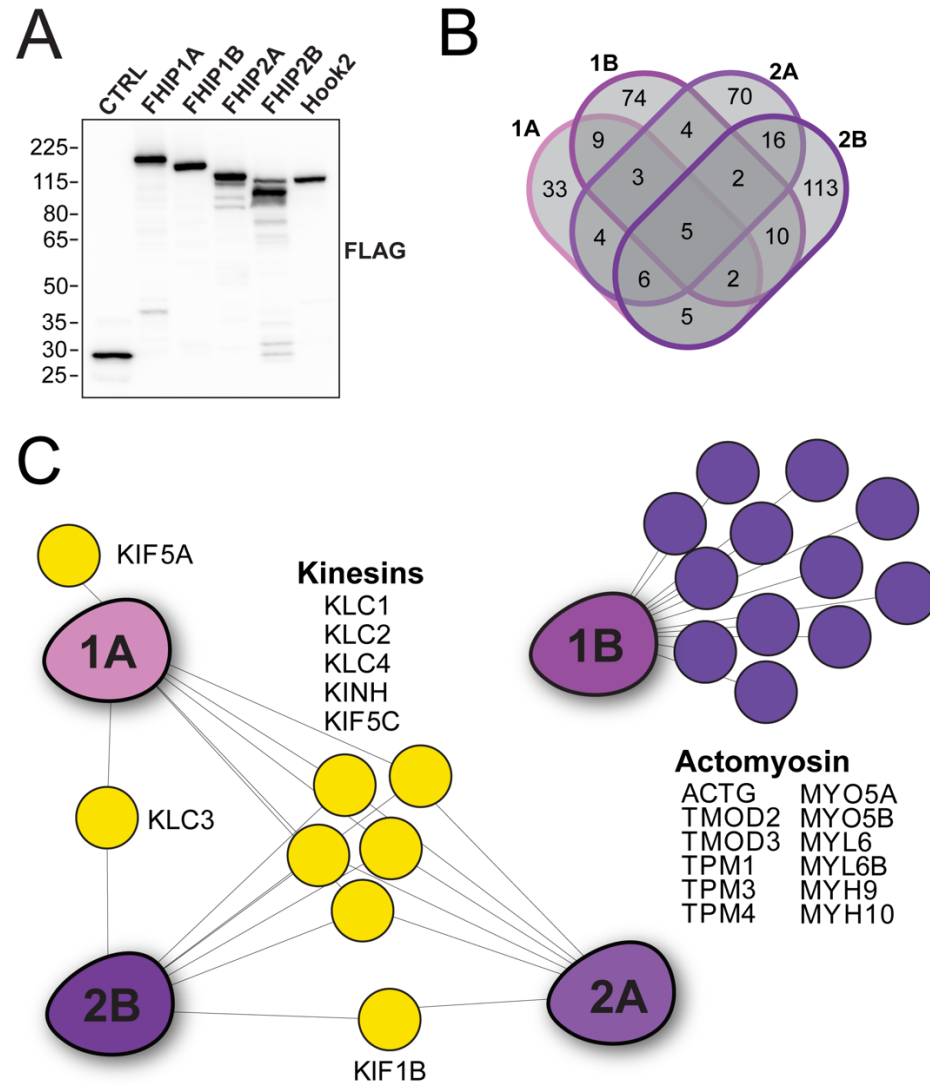 A
CTRL
FHIP1A
FHIP1B
FHIP2A
FHIP2B
Hook2
225-
115-
80-
65-
50-
35-
30-
25-
FLAG
B
1A
1B
2A
2B
74
70
9
4
16
33
3
2
113
4
5
10
6
2
5
C
KIF5A
1A
Kinesins
KLC1
KLC2
KLC4
KINH
KIF5C
KLC3
2B
KIF1B
2A
1B
Actomyosin
ACTG MYO5A
TMOD2 MYO5B
TMOD3 MYL6
TPM1 MYL6B
TPM3 MYH9
TPM4 MYH10